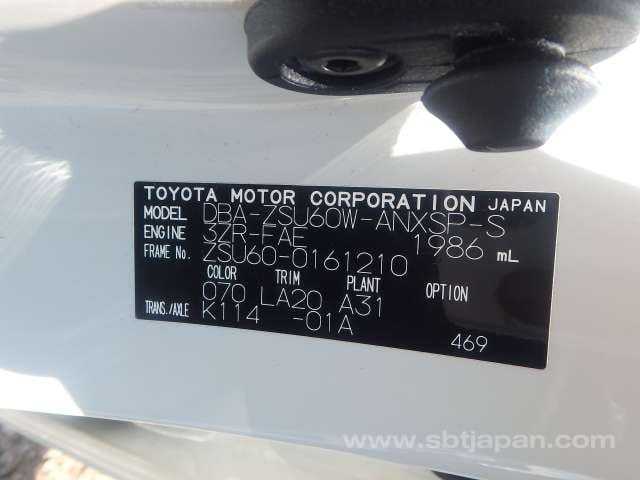 TOYOTA MOTOR CORPORATION JAPAN
MODEL DBA-ZSU60W-ANXSP-S
ENGINE 3ZR-FAE 1986 mL
FRAME No. ZSU60-0161210
COLOR TRIM PLANT OPTION
070 LA20 A31
TRANS./AXLE K114 -01A
469
www.sbtjapan.com